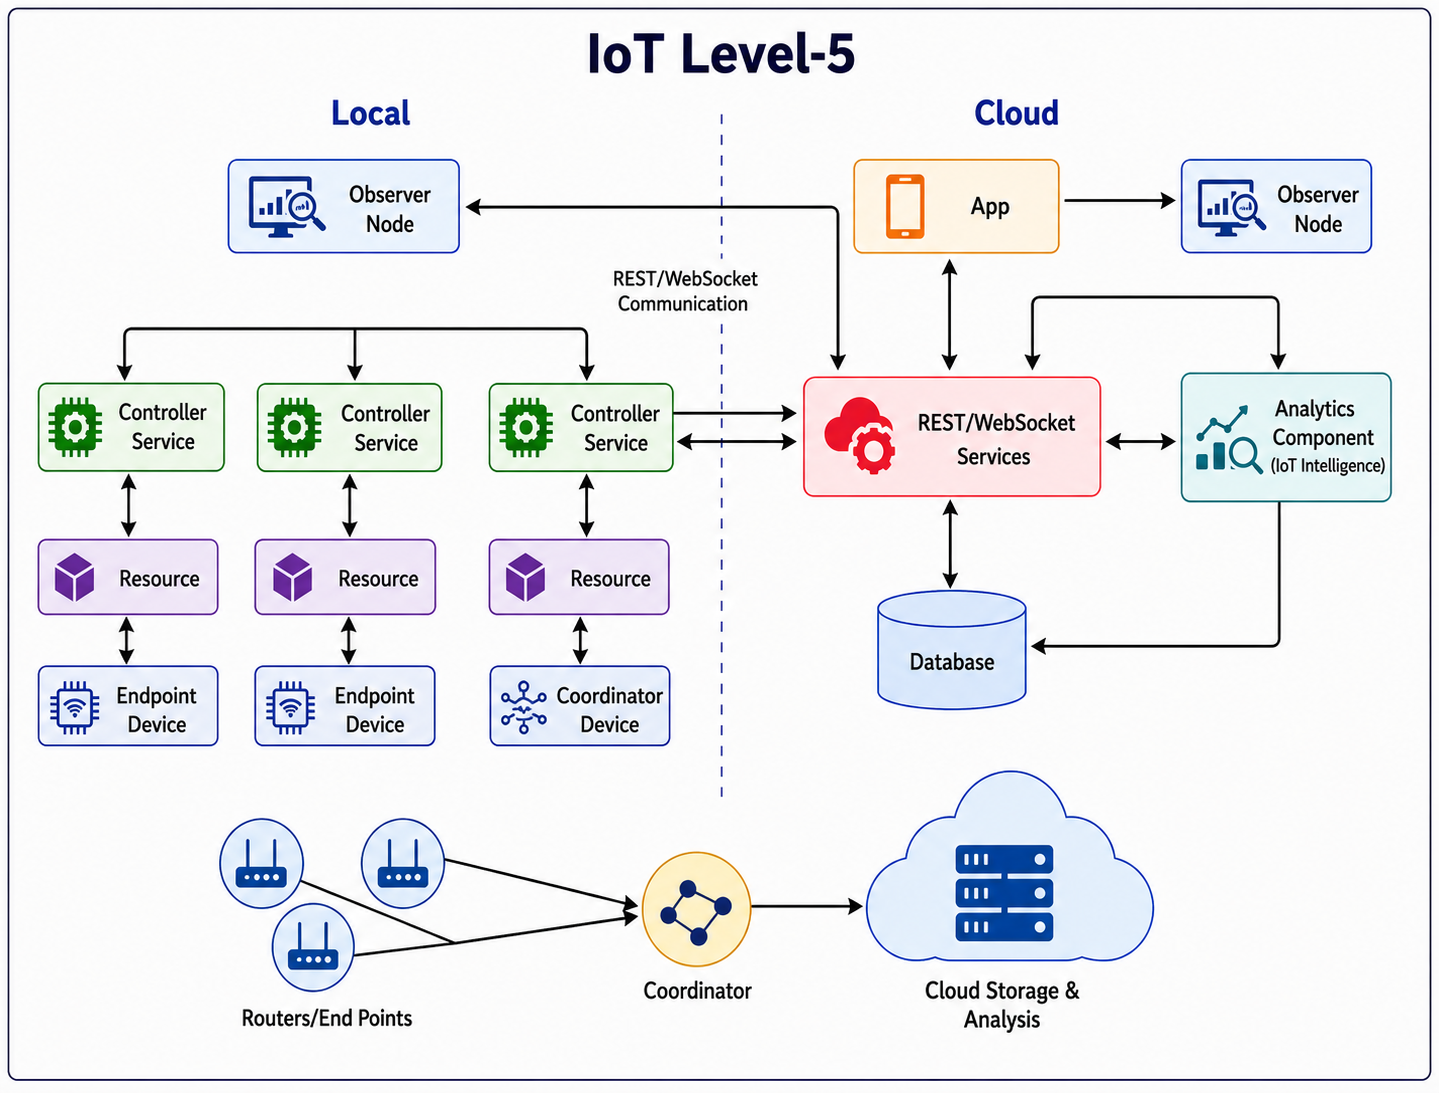 IoT Level-5
Local
Cloud
Observer
Node
App
Observer
Node
REST/WebSocket
Communication
Controller
Service
Controller
Service
Controller
Service
REST/WebSocket
Services
Analytics
Component
(IoT Intelligence)
Resource
Resource
Resource
Database
Endpoint
Device
Endpoint
Device
Coordinator
Device
Routers/End Points
Coordinator
Cloud Storage &
Analysis